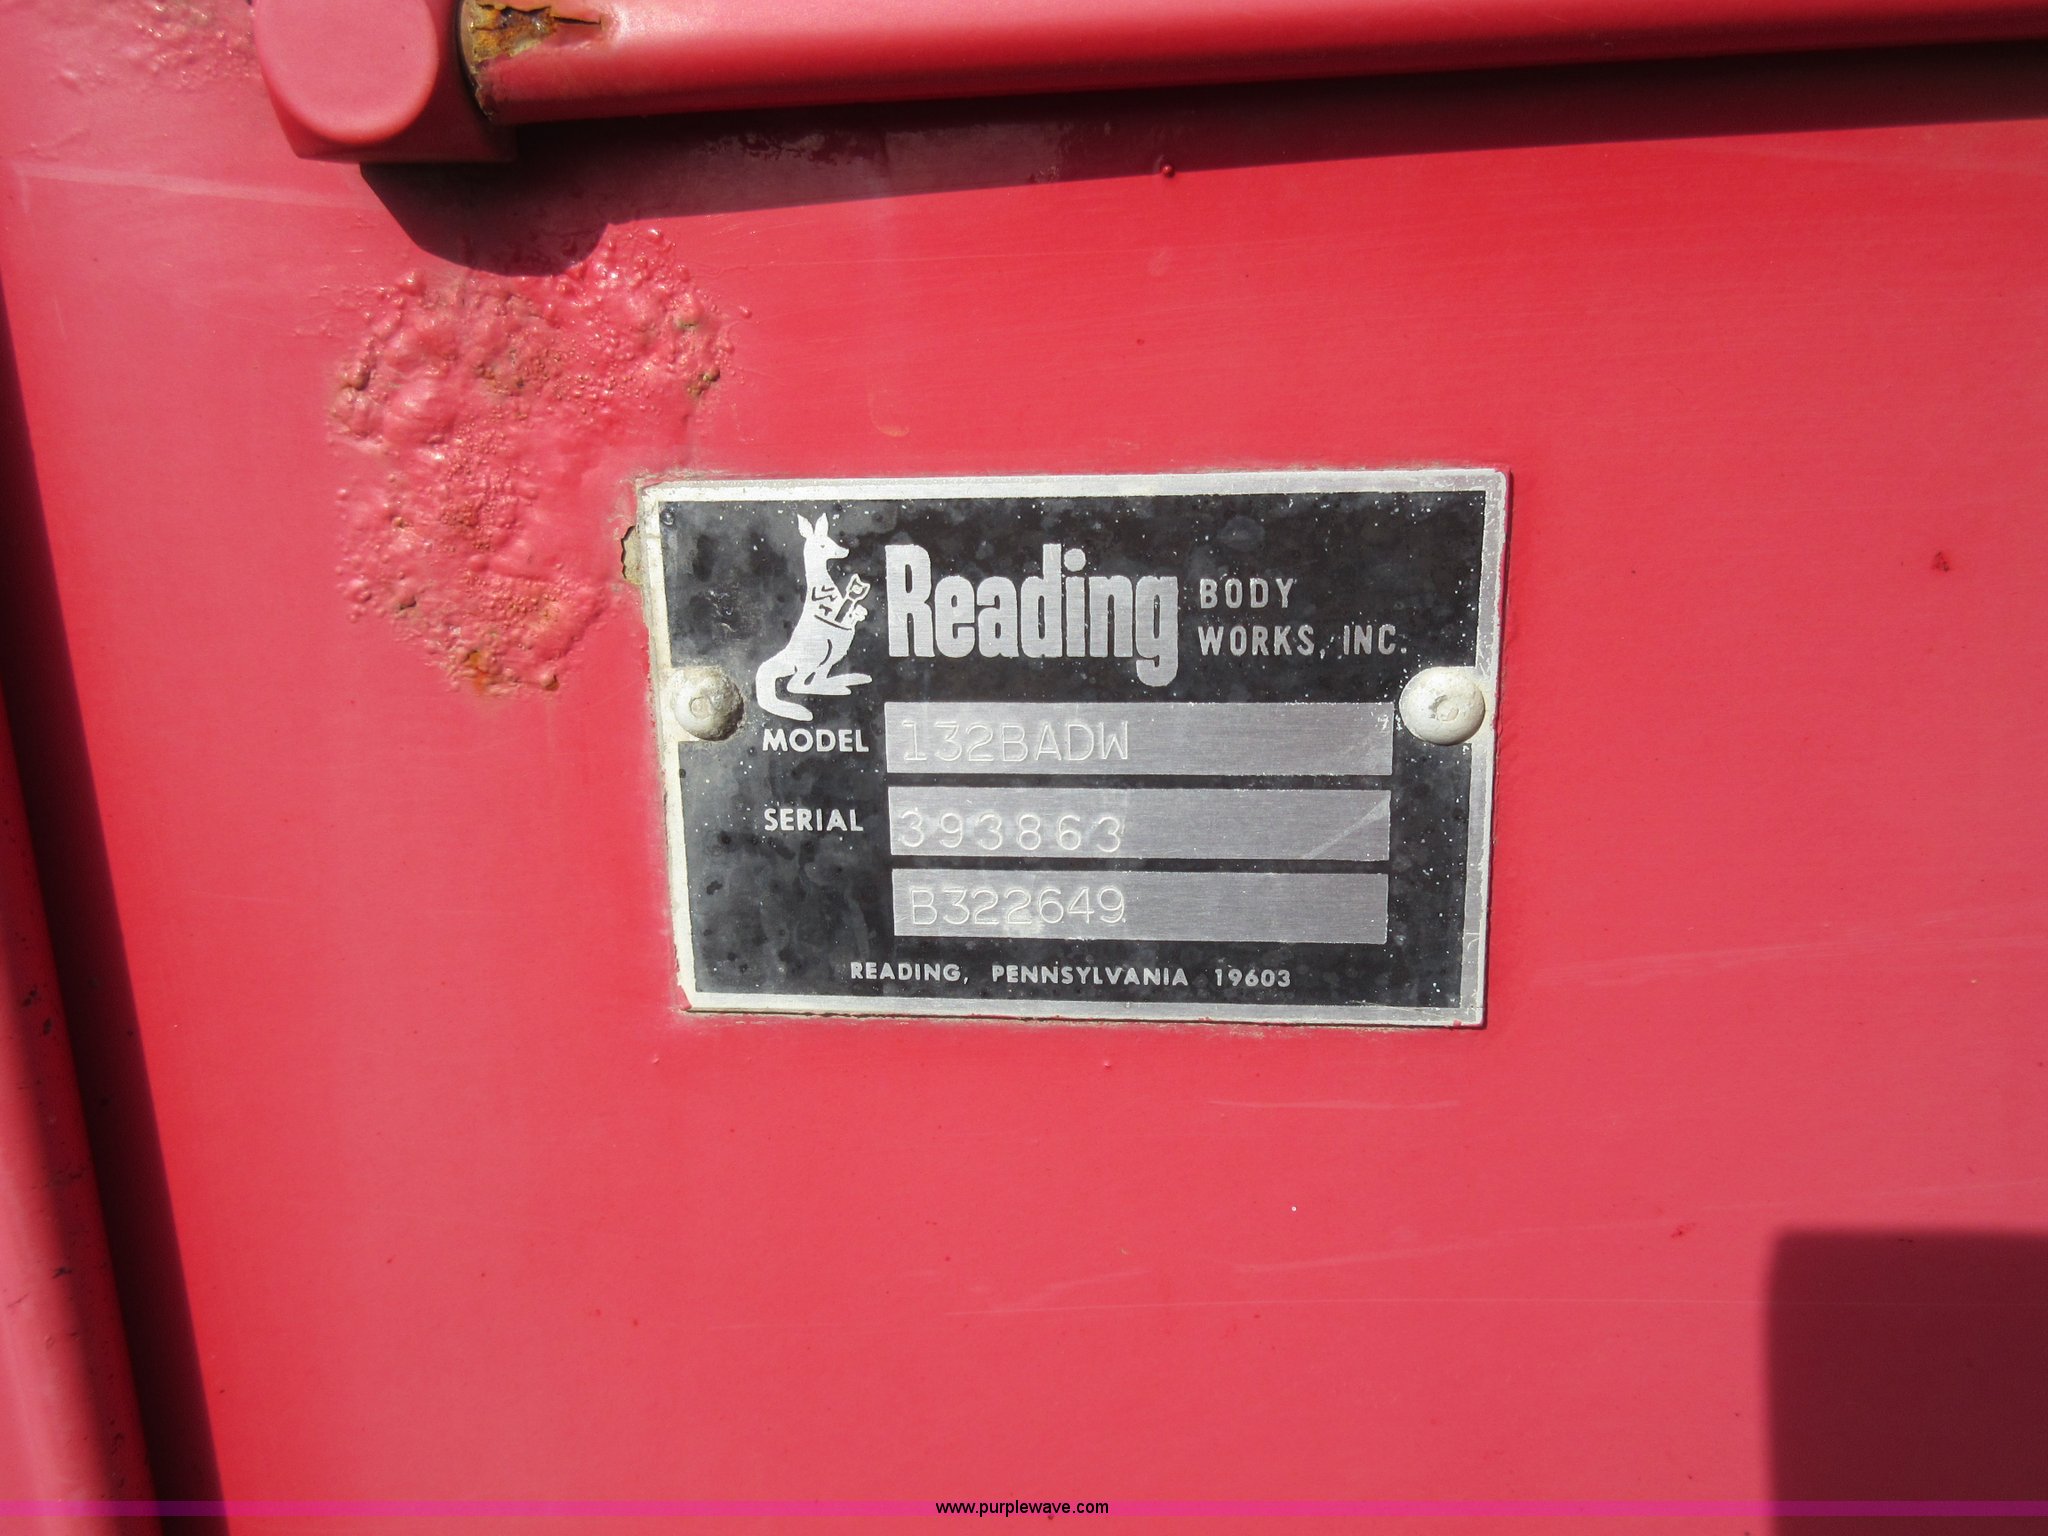 Reading BODY
WORKS, INC.
MODEL 132BADW
SERIAL 393863
B322649
READING, PENNSYLVANIA 19603
www.purplewave.com